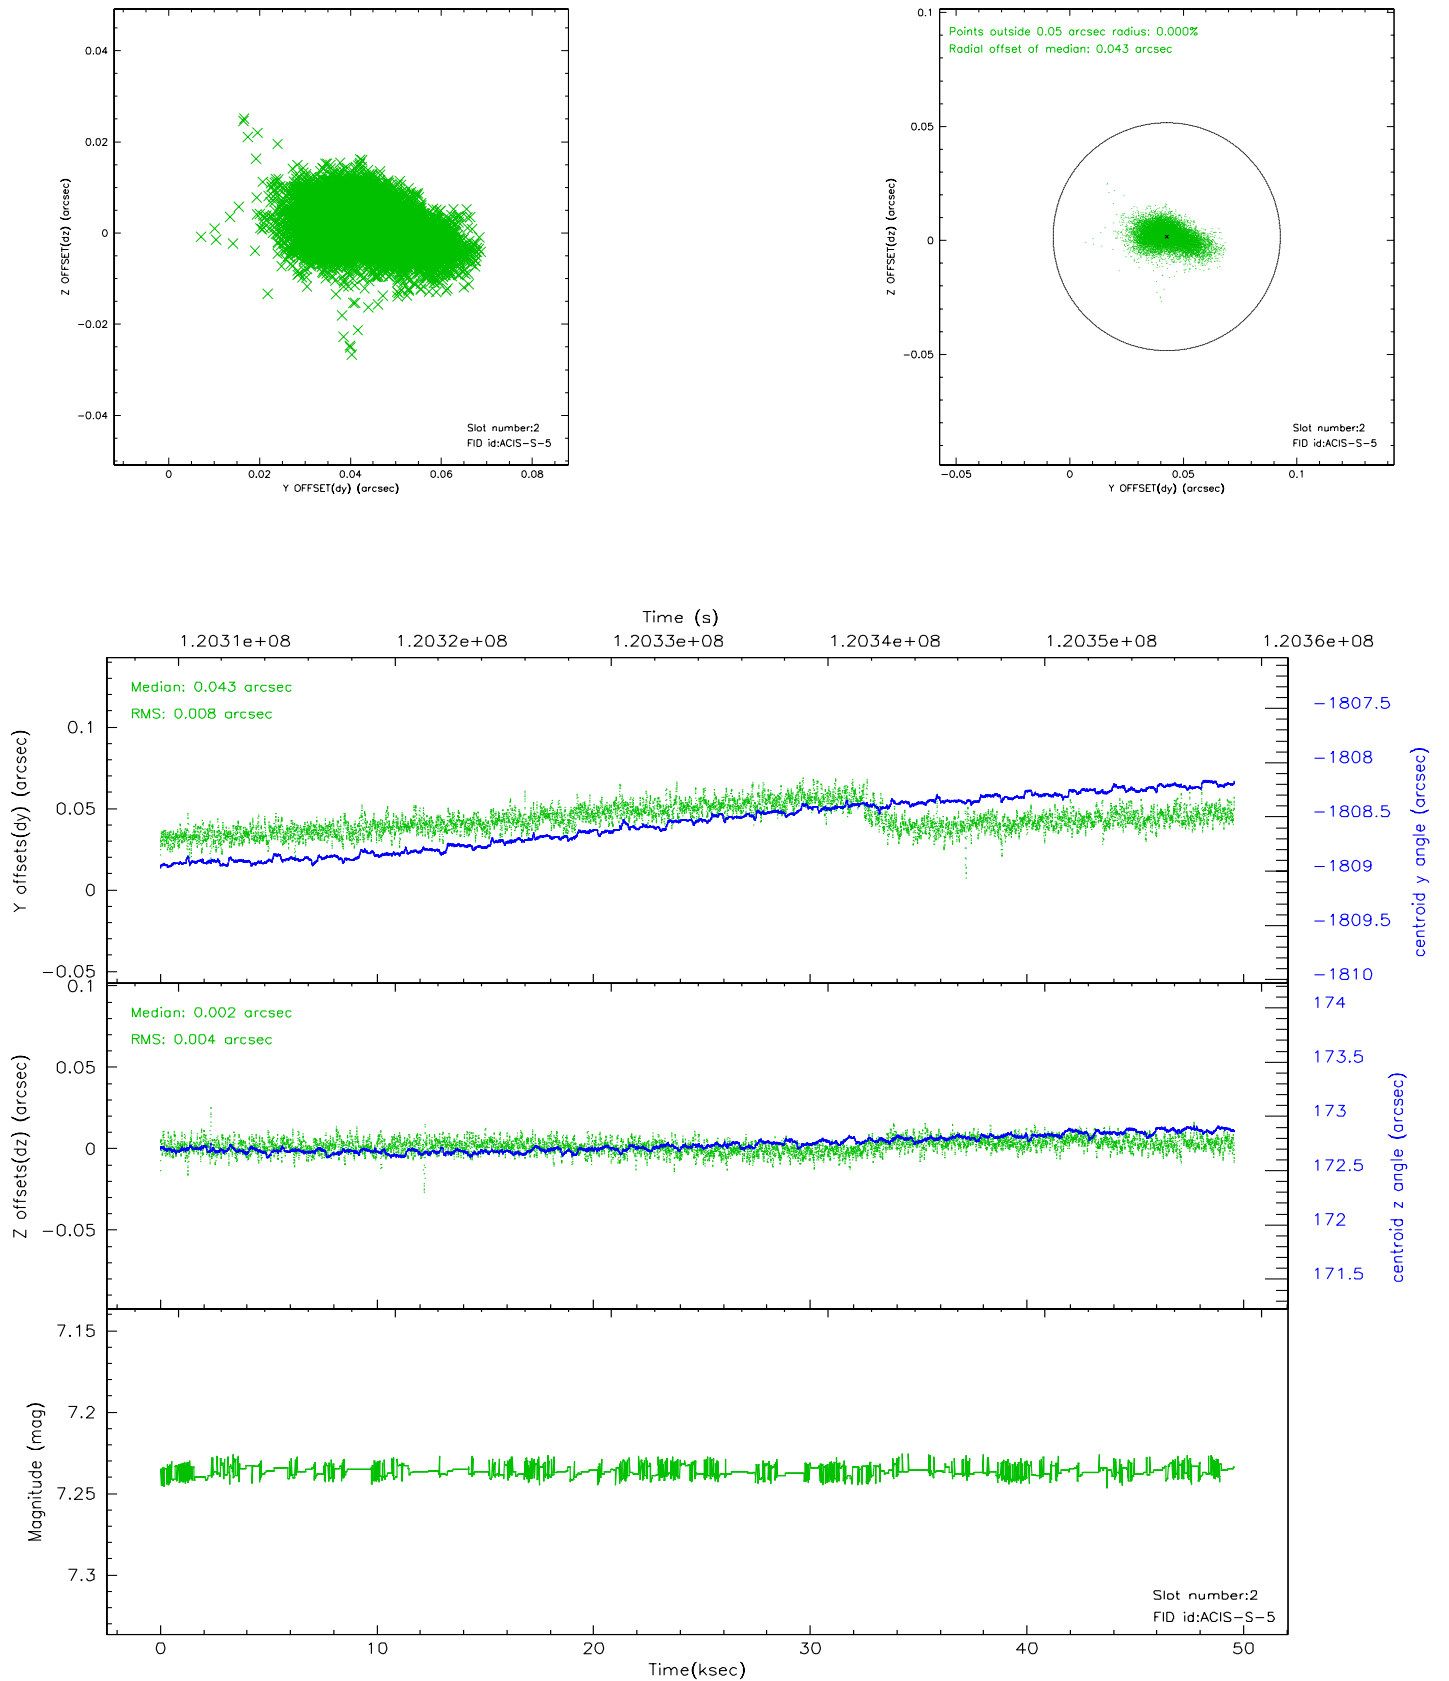 0.04
0.02
0
-0.02
-0.04
Z OFFSET(dz) (arcsec)
Slot number:2
FID id:ACIS-S-5
0 0.02 0.04 0.06 0.08
Y OFFSET(dy) (arcsec)
Points outside 0.05 arcsec radius: 0.000%
Radial offset of median: 0.043 arcsec
0.1
0.05
0
-0.05
Z OFFSET(dz) (arcsec)
Slot number:2
FID id:ACIS-S-5
-0.05 0 0.05 0.1
Y OFFSET(dy) (arcsec)
Time (s)
1.2031e+08 1.2032e+08 1.2033e+08 1.2034e+08 1.2035e+08 1.2036e+08
Median: 0.043 arcsec
RMS: 0.008 arcsec
0.1
0.05
0
-0.05
Y offsets(dy) (arcsec)
-1807.5
-1808
-1808.5
-1809
-1809.5
-1810
centroid y angle (arcsec)
Median: 0.002 arcsec
RMS: 0.004 arcsec
0.1
0.05
0
-0.05
Z offsets(dz) (arcsec)
174
173.5
173
172.5
172
171.5
centroid z angle (arcsec)
7.15
7.2
7.25
7.3
Magnitude (mag)
Slot number:2
FID id:ACIS-S-5
0 10 20 30 40 50
Time(ksec)